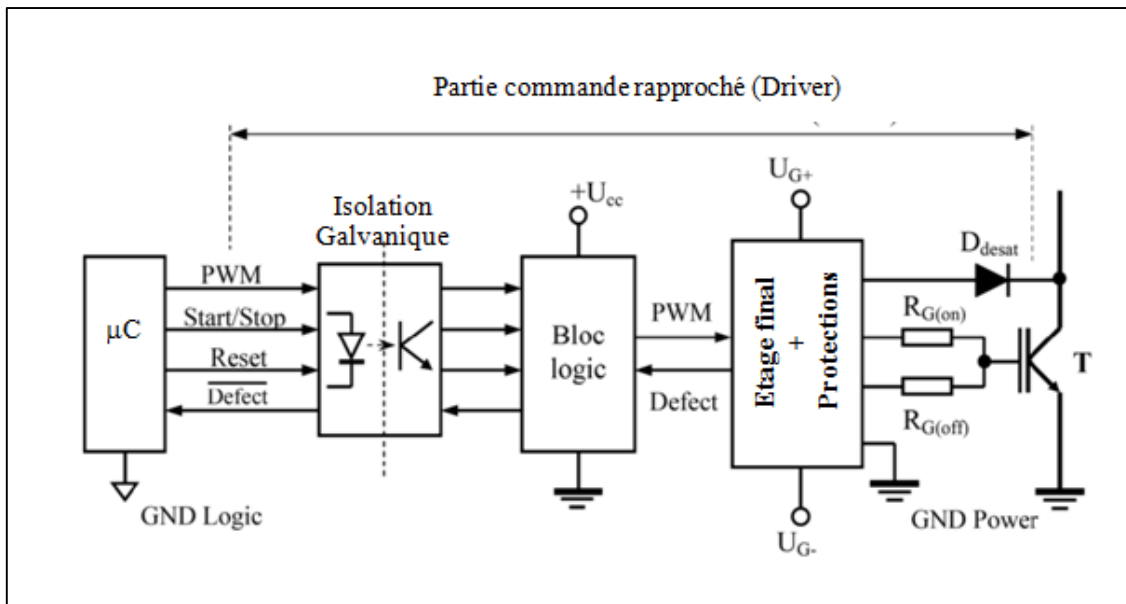 Partie commande rapproché (Driver)
Isolation
Galvanique
+Ucc
UG+
Ddesat
μC
PWM
Start/Stop
Reset
Defect
Bloc
logic
PWM
Defect
Etage final
+
Protections
RG(on)
RG(off)
T
GND Logic
UG-
GND Power